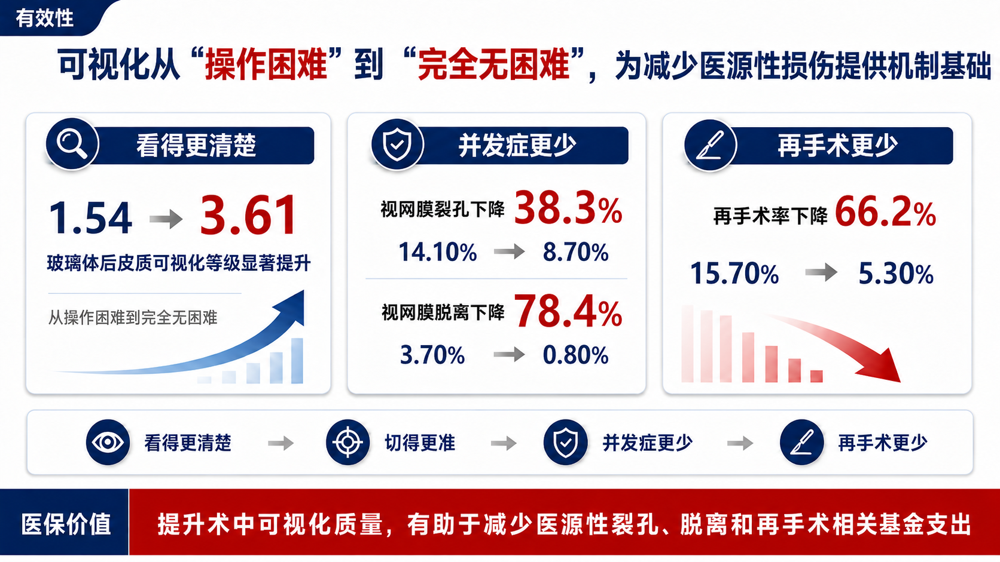 有效性
可视化从“操作困难”到“完全无困难”，为减少医源性损伤提供机制基础
看得更清楚
1.54 → 3.61
玻璃体后皮质可视化等级显著提升
从操作困难到完全无困难
并发症更少
视网膜裂孔下降 38.3%
14.10% → 8.70%
视网膜脱离下降 78.4%
3.70% → 0.80%
再手术更少
再手术率下降 66.2%
15.70% → 5.30%
看得更清楚 → 切得更准 → 并发症更少 → 再手术更少
医保价值
提升术中可视化质量，有助于减少医源性裂孔、脱离和再手术相关基金支出